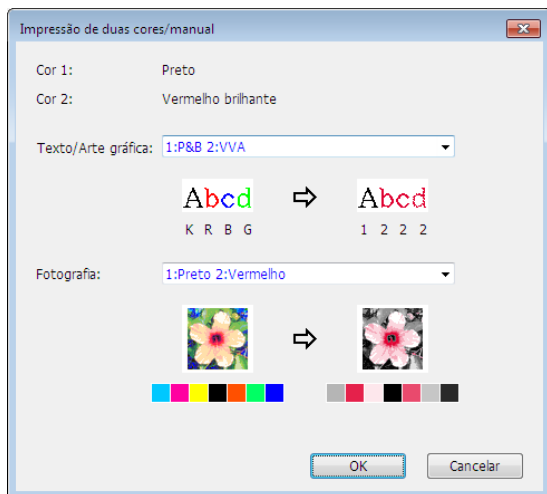 Impressão de duas cores/manual
Cor 1: Preto
Cor 2: Vermelho brilhante
Texto/Arte gráfica: 1:P&B 2:VVA
Abcd Abcd
K R B G 1 2 2 2
Fotografia: 1:Preto 2:Vermelho
OK Cancelar